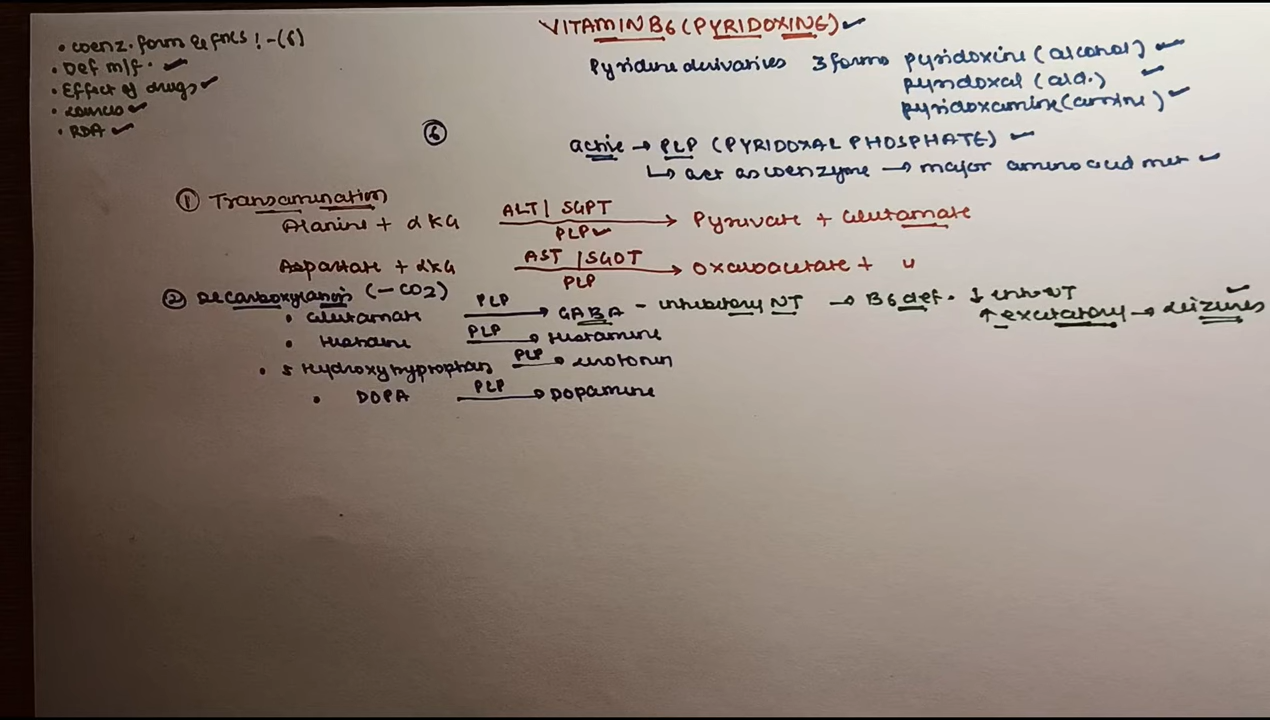 VITAMIN B6 (PYRIDOXINE)
• coenz. form & fncs ! - (6)
• Def m/f.
• Effect of drugs
• sources
• RDA
Pyridine derivatives 3 forms pyridoxine (alcohol)
pyridoxal (ald.)
pyridoxamine (amine)
6
active → PLP (PYRIDOXAL PHOSPHATE)
↳ act as coenzyme → major amino acid met
① Transamination
Alanine + αKG ALT | SGPT PLP → Pyruvate + Glutamate
Aspartate + αKG AST | SGOT PLP → Oxaloacetate + "
② Decarboxylation (-CO2)
• Glutamate PLP → GABA - inhibitory NT → B6 def. ↓ inh NT
↑ excitatory → seizures
• Histidine PLP → Histamine
• 5 Hydroxytryptophan PLP → serotonin
• DOPA PLP → Dopamine